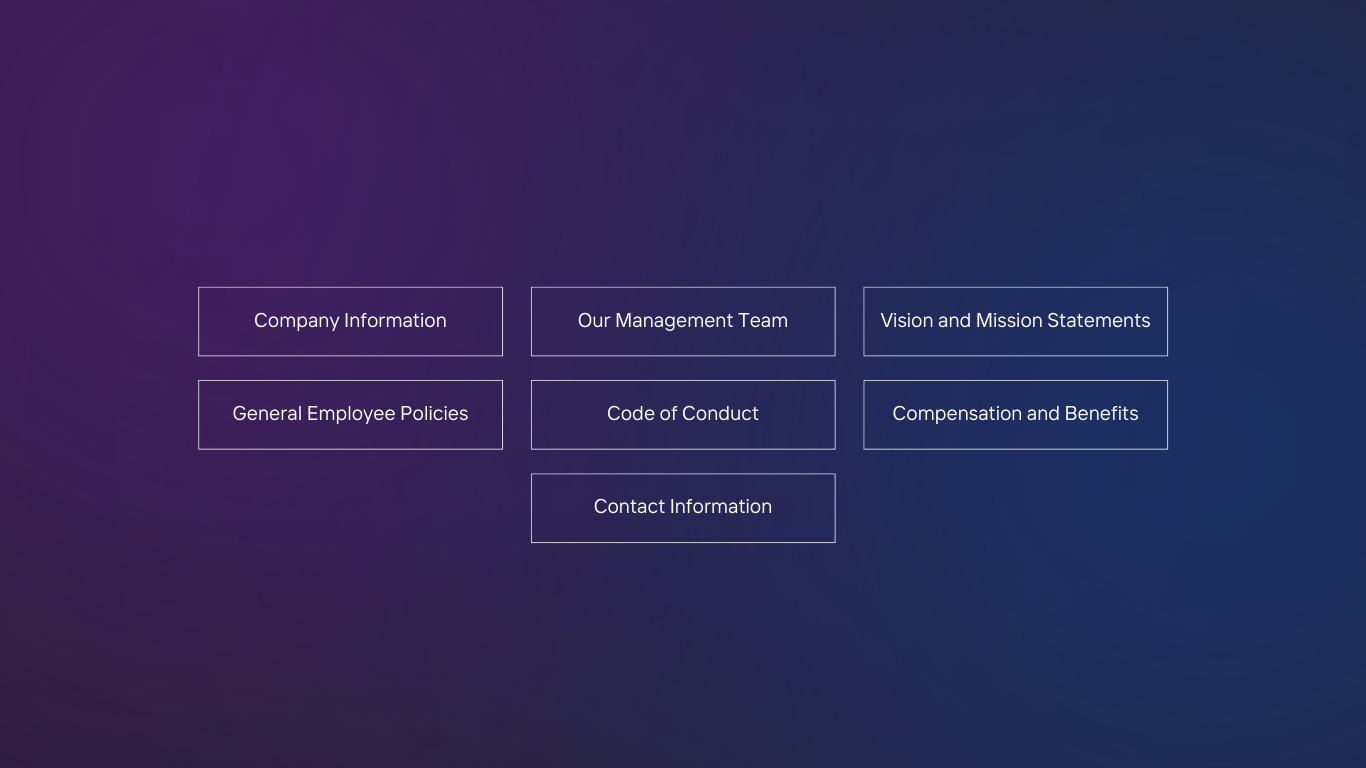 Company Information
Our Management Team
Vision and Mission Statements
General Employee Policies
Code of Conduct
Compensation and Benefits
Contact Information